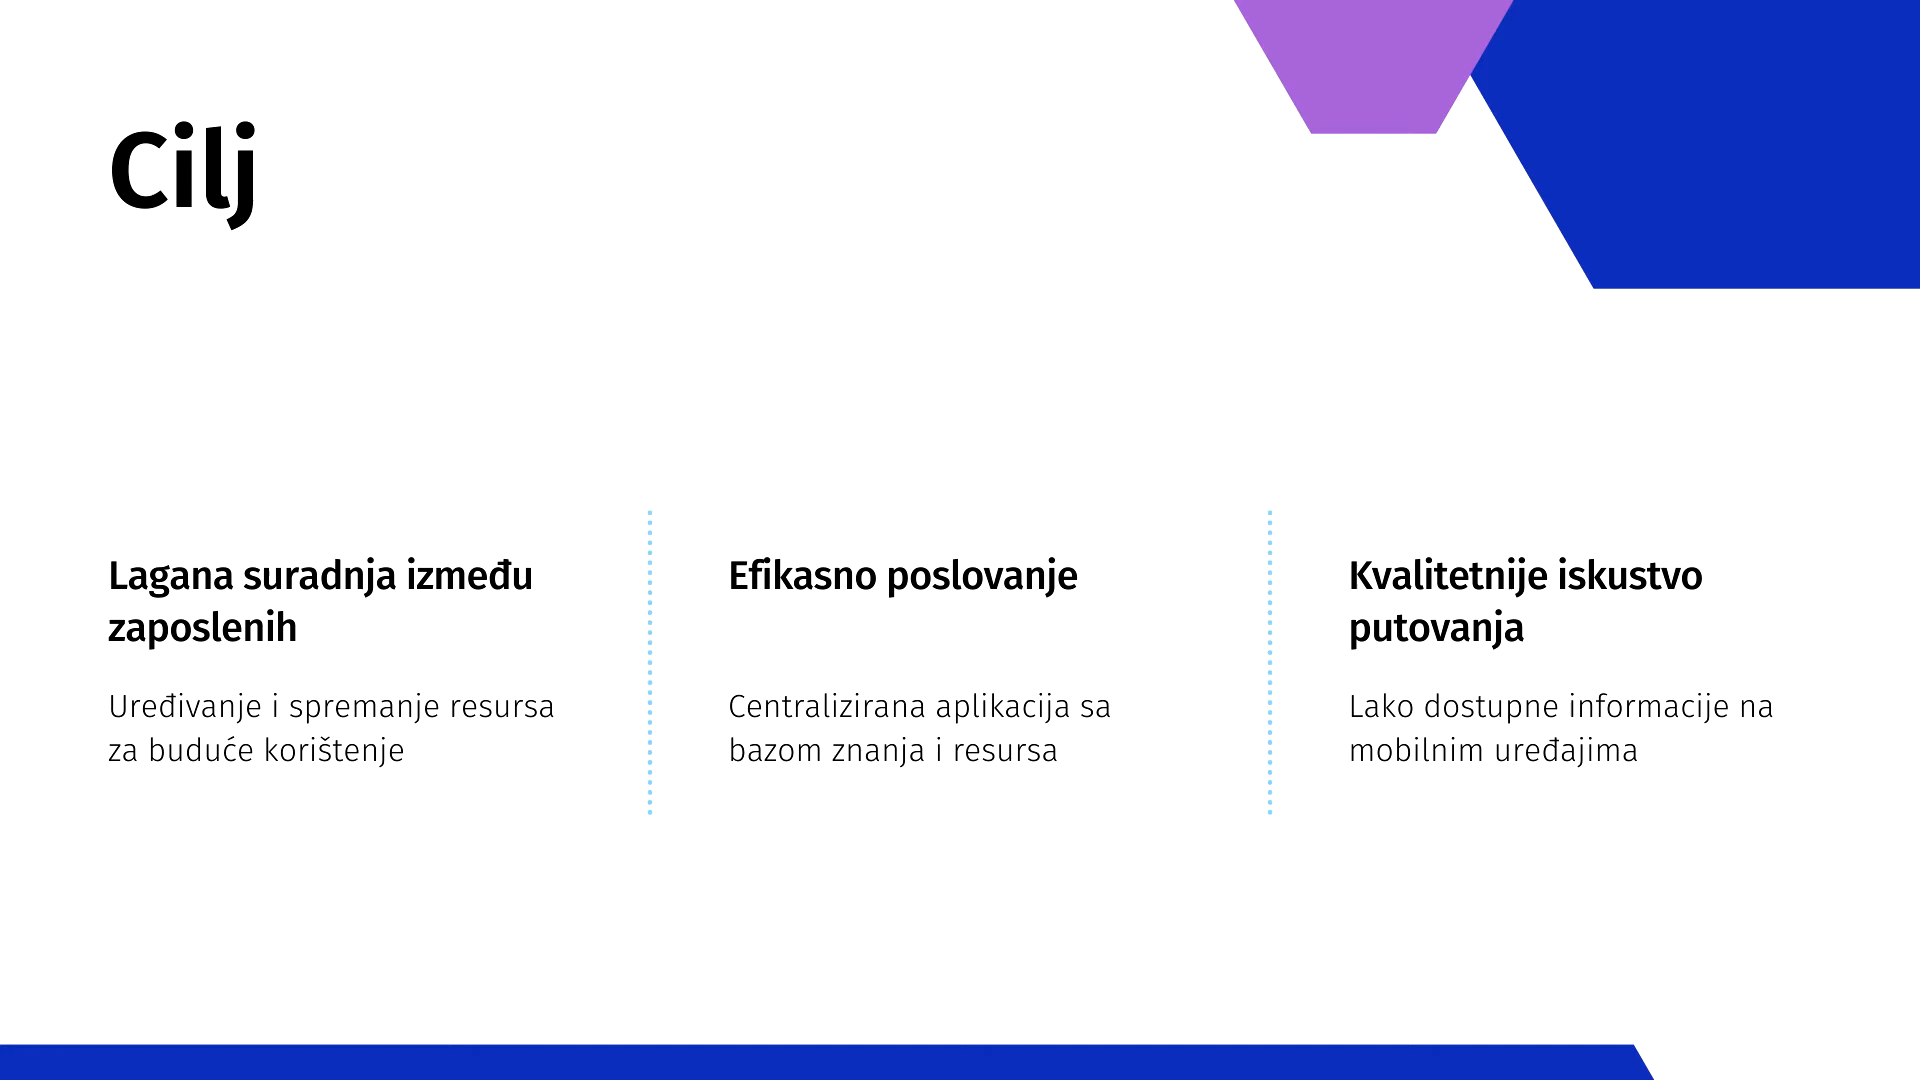 Cilj
Lagana suradnja između
zaposlenih
Uređivanje i spremanje resursa
za buduće korištenje
Efikasno poslovanje
Centralizirana aplikacija sa
bazom znanja i resursa
Kvalitetnije iskustvo
putovanja
Lako dostupne informacije na
mobilnim uređajima